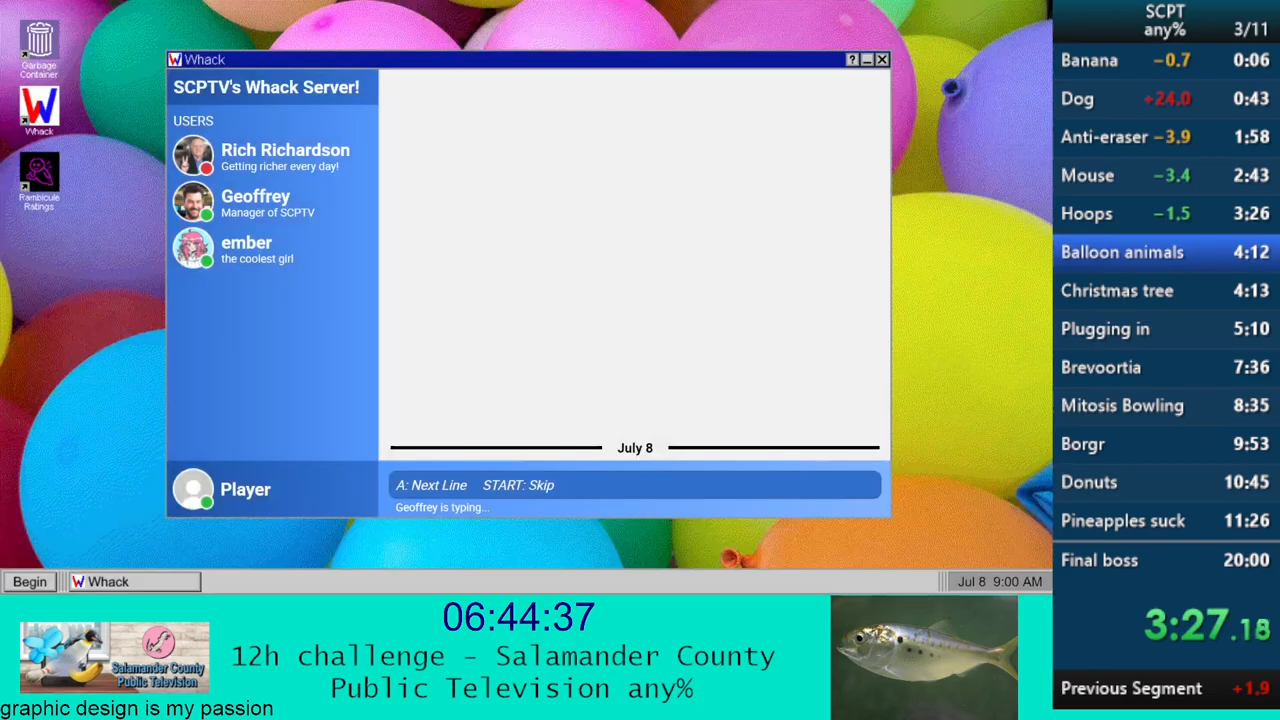 Garbage
Container
Whack
Rambicule
Ratings
Whack
SCPTV's Whack Server!
USERS
Rich Richardson
Getting richer every day!
Geoffrey
Manager of SCPTV
ember
the coolest girl
Player
July 8
A: Next Line START: Skip
Geoffrey is typing...
Begin
Whack
Jul 8 9:00 AM
06:44:37
12h challenge - Salamander County
Public Television any%
Salamander County
Public Television
graphic design is my passion
SCPT
any% 3/11
Banana −0.7 0:06
Dog +24.0 0:43
Anti-eraser −3.9 1:58
Mouse −3.4 2:43
Hoops −1.5 3:26
Balloon animals 4:12
Christmas tree 4:13
Plugging in 5:10
Brevoortia 7:36
Mitosis Bowling 8:35
Borgr 9:53
Donuts 10:45
Pineapples suck 11:26
Final boss 20:00
3:27.18
Previous Segment +1.9